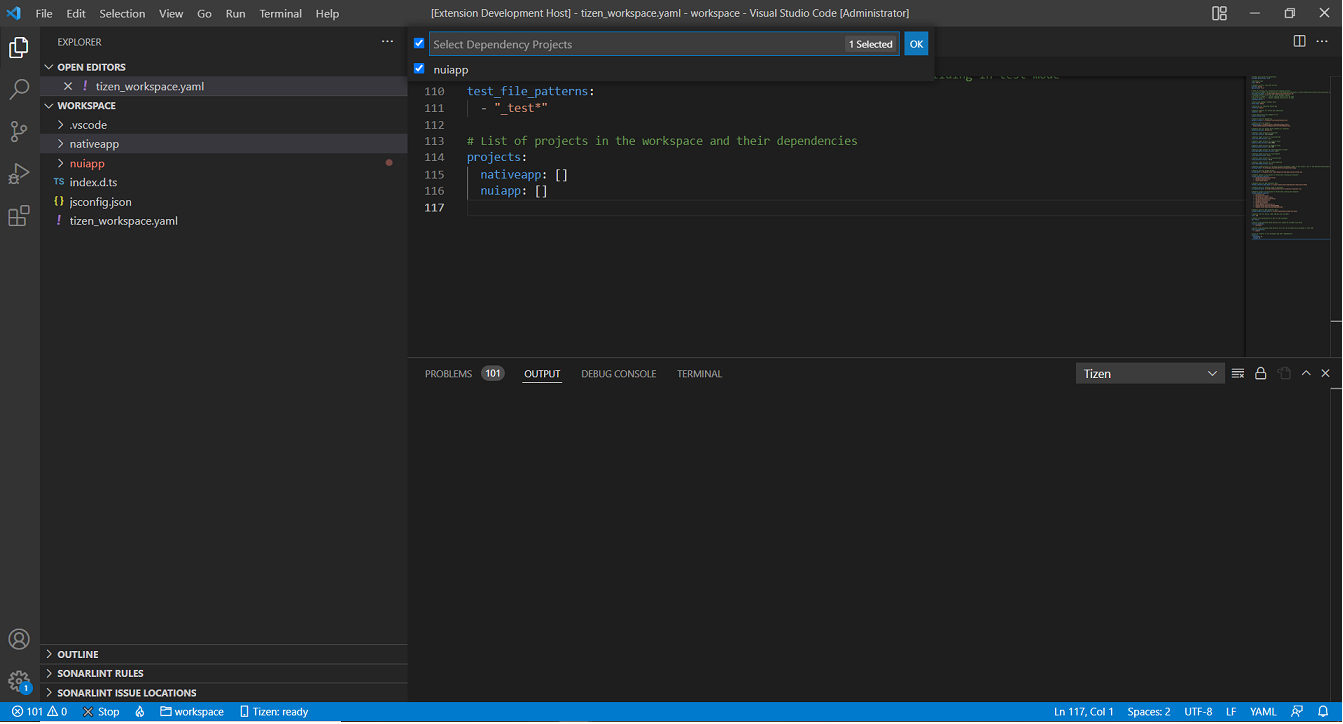 File Edit Selection View Go Run Terminal Help
[Extension Development Host] - tizen_workspace.yaml - workspace - Visual Studio Code [Administrator]
EXPLORER
OPEN EDITORS
! tizen_workspace.yaml
WORKSPACE
.vscode
nativeapp
nuiapp
TS index.d.ts
{} jsconfig.json
! tizen_workspace.yaml
OUTLINE
SONARLINT RULES
SONARLINT ISSUE LOCATIONS
1
Select Dependency Projects 1 Selected OK
nuiapp
110 test_file_patterns:
111 - "_test*"
112
113 # List of projects in the workspace and their dependencies
114 projects:
115 nativeapp: []
116 nuiapp: []
117
PROBLEMS 101 OUTPUT DEBUG CONSOLE TERMINAL Tizen
101 0 Stop workspace Tizen: ready Ln 117, Col 1 Spaces: 2 UTF-8 LF YAML